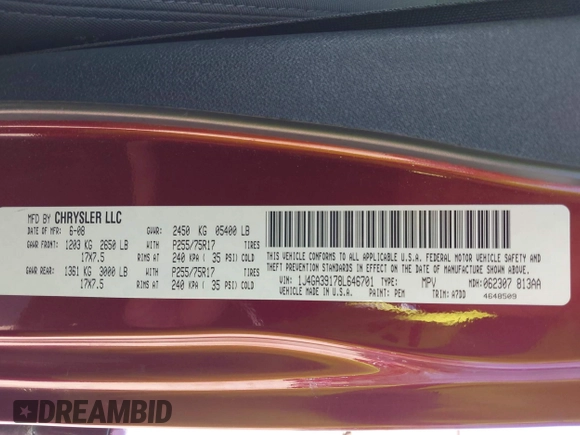 MFD BY CHRYSLER LLC
DATE OF MFR 6-08 GVWR: 2450 KG 05400 LB
GAWR FRONT: 1203 KG 2650 LB WITH P255/75R17 TIRES
17X7.5 RIMS AT 240 KPA ( 35 PSI) COLD
GAWR REAR: 1361 KG 3000 LB WITH P255/75R17 TIRES
17X7.5 RIMS AT 240 KPA ( 35 PSI) COLD
THIS VEHICLE CONFORMS TO ALL APPLICABLE U.S.A. FEDERAL MOTOR VEHICLE SAFETY AND
THEFT PREVENTION STANDARDS IN EFFECT ON THE DATE OF MANUFACTURE SHOWN ABOVE.
VIN: 1J4GA39178L646701 TYPE: MPV MDH: 062307 813AA
VEHICLE MADE IN U.S.A. PAINT: PEM TRIM: A7DD 4648509
DREAMBID